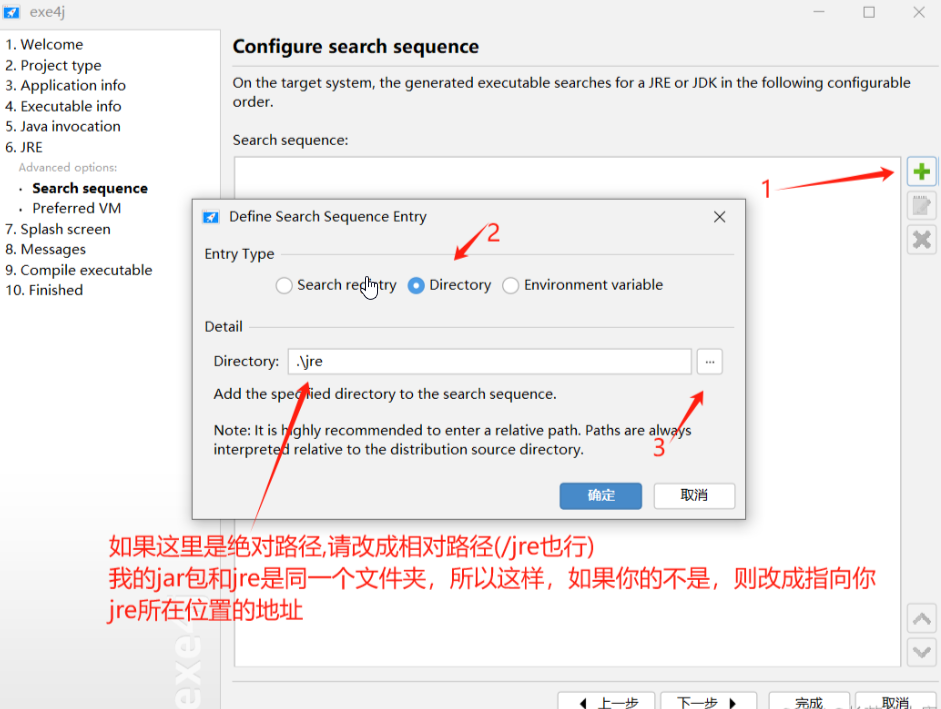 exe4j
1. Welcome
2. Project type
3. Application info
4. Executable info
5. Java invocation
6. JRE
Advanced options:
· Search sequence
· Preferred VM
7. Splash screen
8. Messages
9. Compile executable
10. Finished
exe4j
Configure search sequence
On the target system, the generated executable searches for a JRE or JDK in the following configurable
order.
Search sequence:
1
Define Search Sequence Entry
2
Entry Type
Search registry
Directory
Environment variable
Detail
Directory:
.\jre
...
Add the specified directory to the search sequence.
Note: It is highly recommended to enter a relative path. Paths are always
interpreted relative to the distribution source directory.
3
确定
取消
如果这里是绝对路径,请改成相对路径(/jre也行)
我的jar包和jre是同一个文件夹，所以这样，如果你的不是，则改成指向你
jre所在位置的地址
上一步
下一步
完成
取消